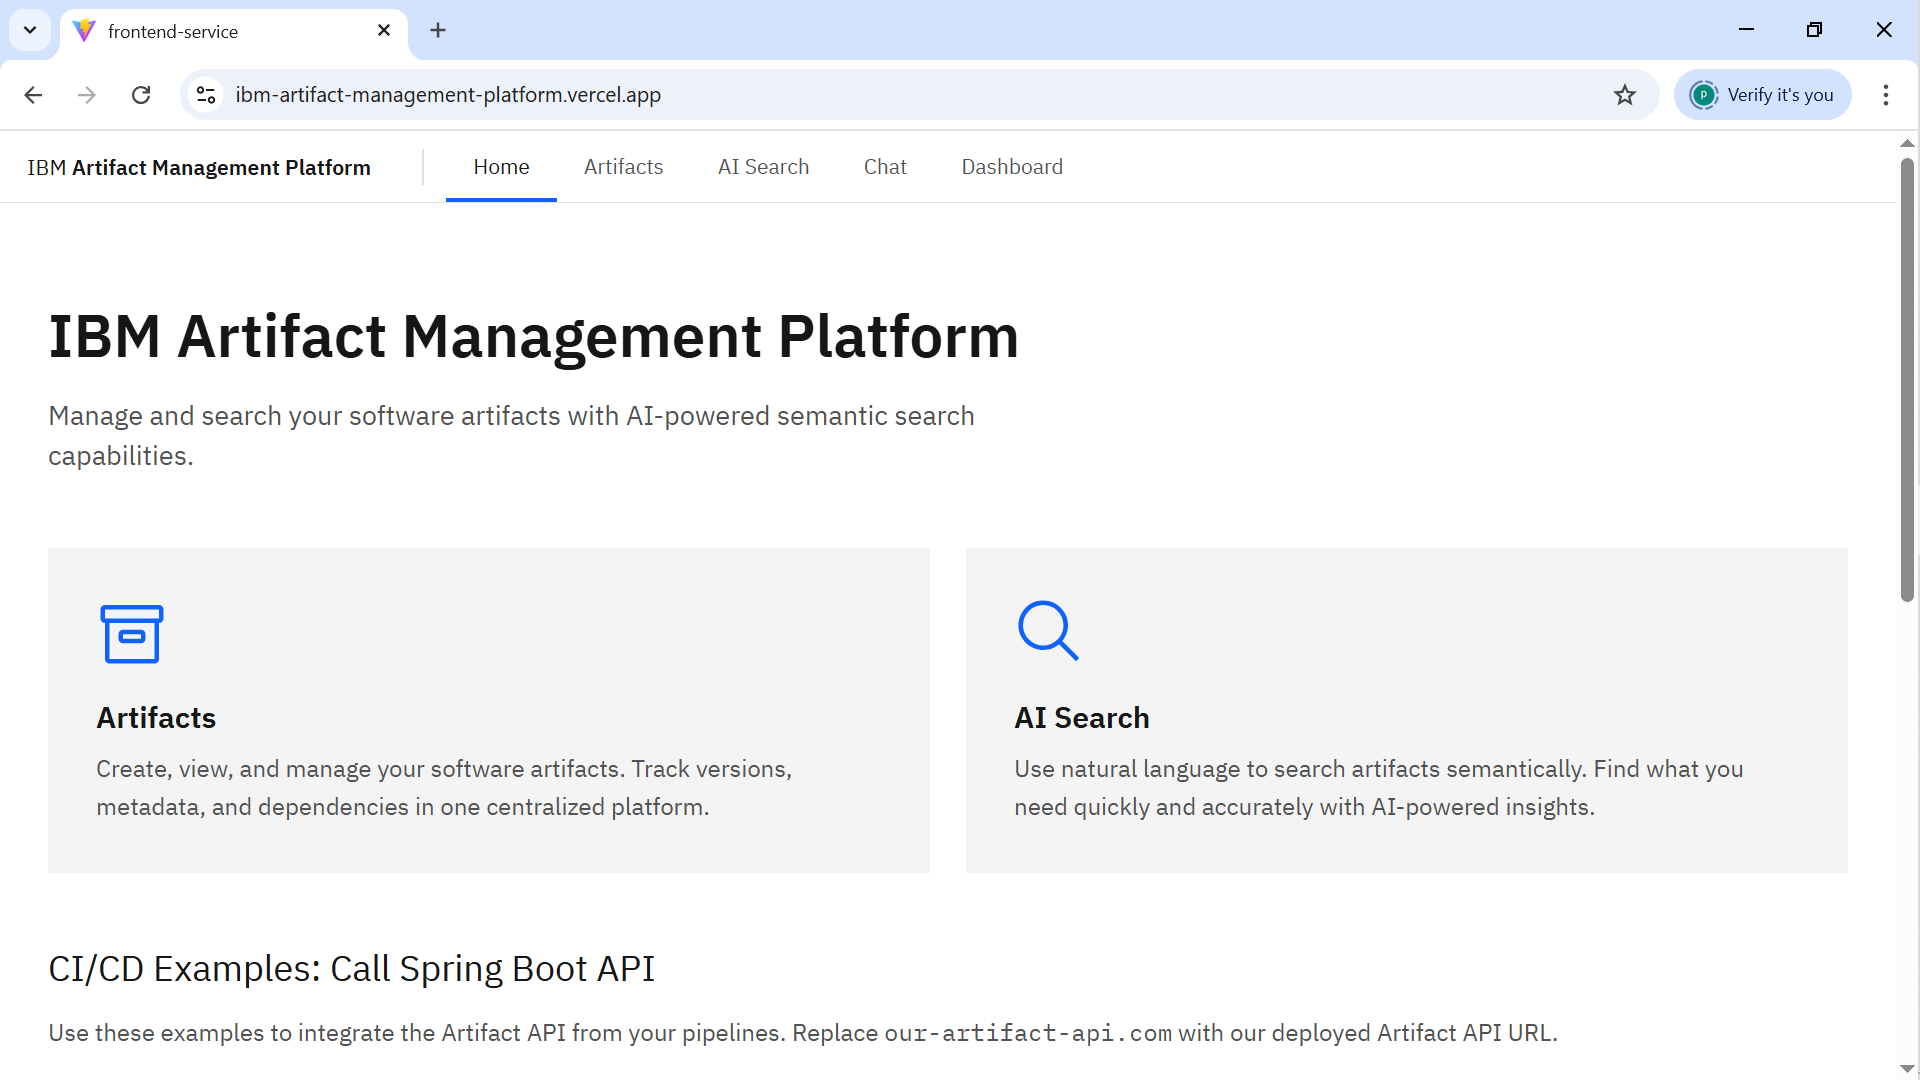 frontend-service
ibm-artifact-management-platform.vercel.app
p
Verify it's you
IBM Artifact Management Platform
Home
Artifacts
AI Search
Chat
Dashboard
IBM Artifact Management Platform
Manage and search your software artifacts with AI-powered semantic search
capabilities.
Artifacts
Create, view, and manage your software artifacts. Track versions,
metadata, and dependencies in one centralized platform.
AI Search
Use natural language to search artifacts semantically. Find what you
need quickly and accurately with AI-powered insights.
CI/CD Examples: Call Spring Boot API
Use these examples to integrate the Artifact API from your pipelines. Replace our-artifact-api.com with our deployed Artifact API URL.